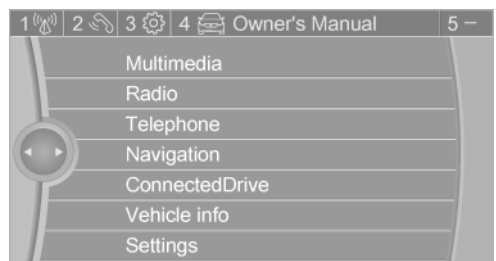 1 2 3 4 Owner's Manual 5 –
Multimedia
Radio
Telephone
Navigation
ConnectedDrive
Vehicle info
Settings